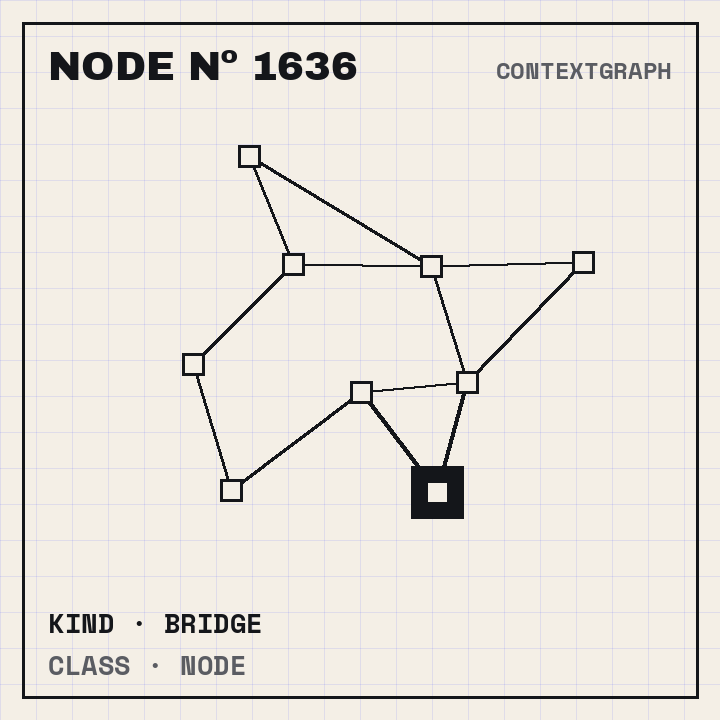 NODE Nº 1636
CONTEXTGRAPH
KIND · BRIDGE
CLASS · NODE